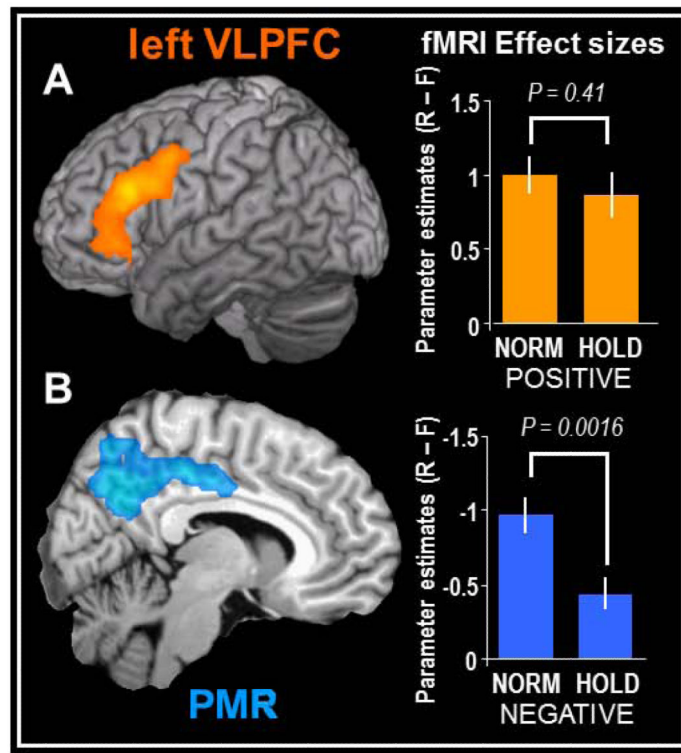 left VLPFC
fMRI Effect sizes
A
Parameter estimates (R – F)
P = 0.41
1.5
1
0.5
0
NORM HOLD
POSITIVE
B
Parameter estimates (R – F)
P = 0.0016
-1.5
-1
-0.5
0
NORM HOLD
NEGATIVE
PMR